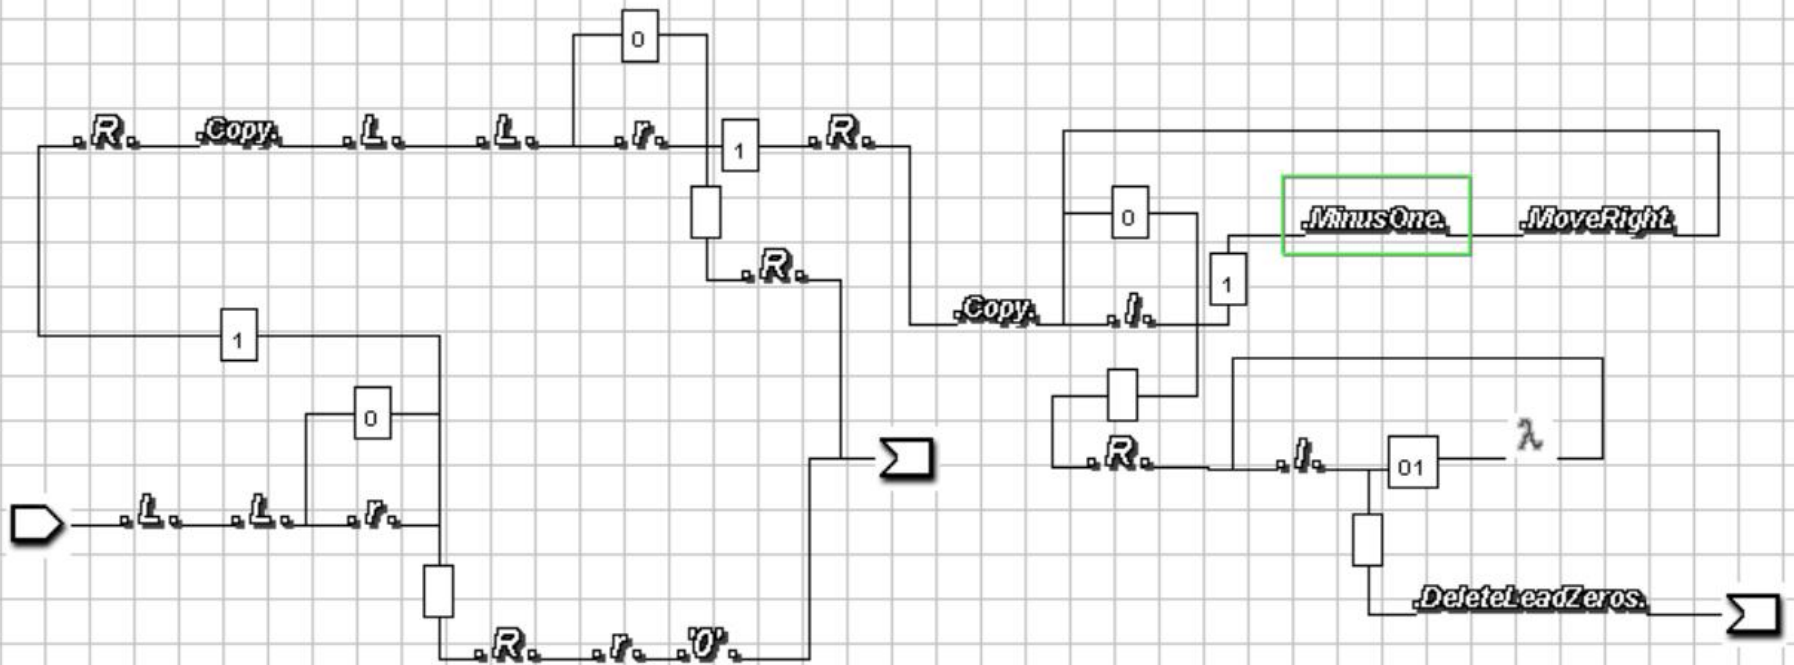 0
.R. .Copy. .L. .L. .r. 1 .R.
0
.MinusOne. .MoveRight.
.R.
1
.Copy. .l.
1
0
.R. .l. 01 λ
.L. .L. .r.
.DeleteLeadZeros.
.R. .r. .'0'.